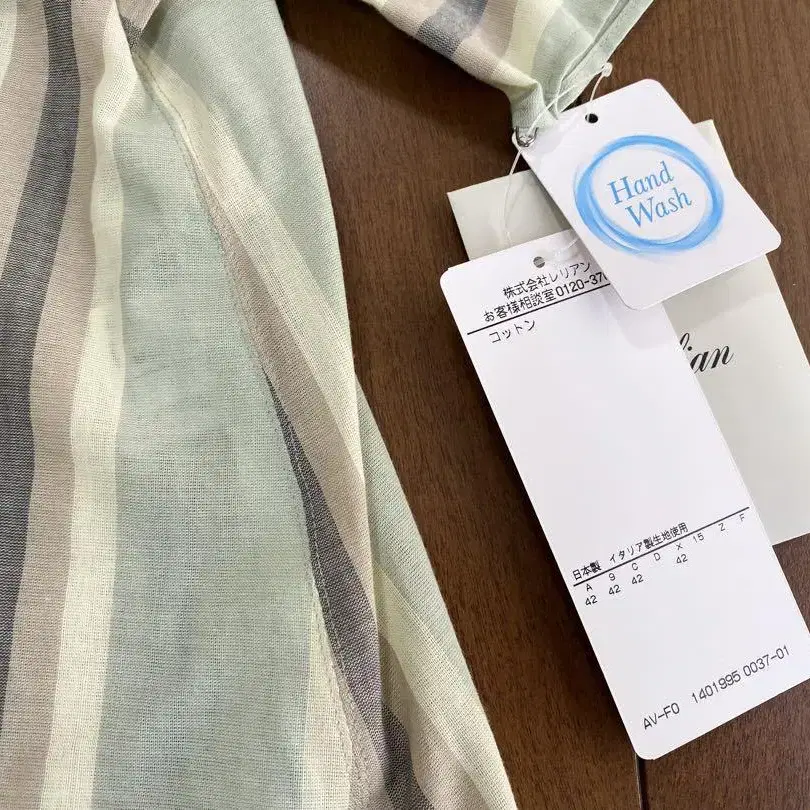 Hand
Wash
株式会社レリアン
お客様相談室0120-370
コットン
lian
日本製 イタリア製生地使用
A 9 C D X 15 Z F
42 42 42 42
AV-F0 1401995 0037-01